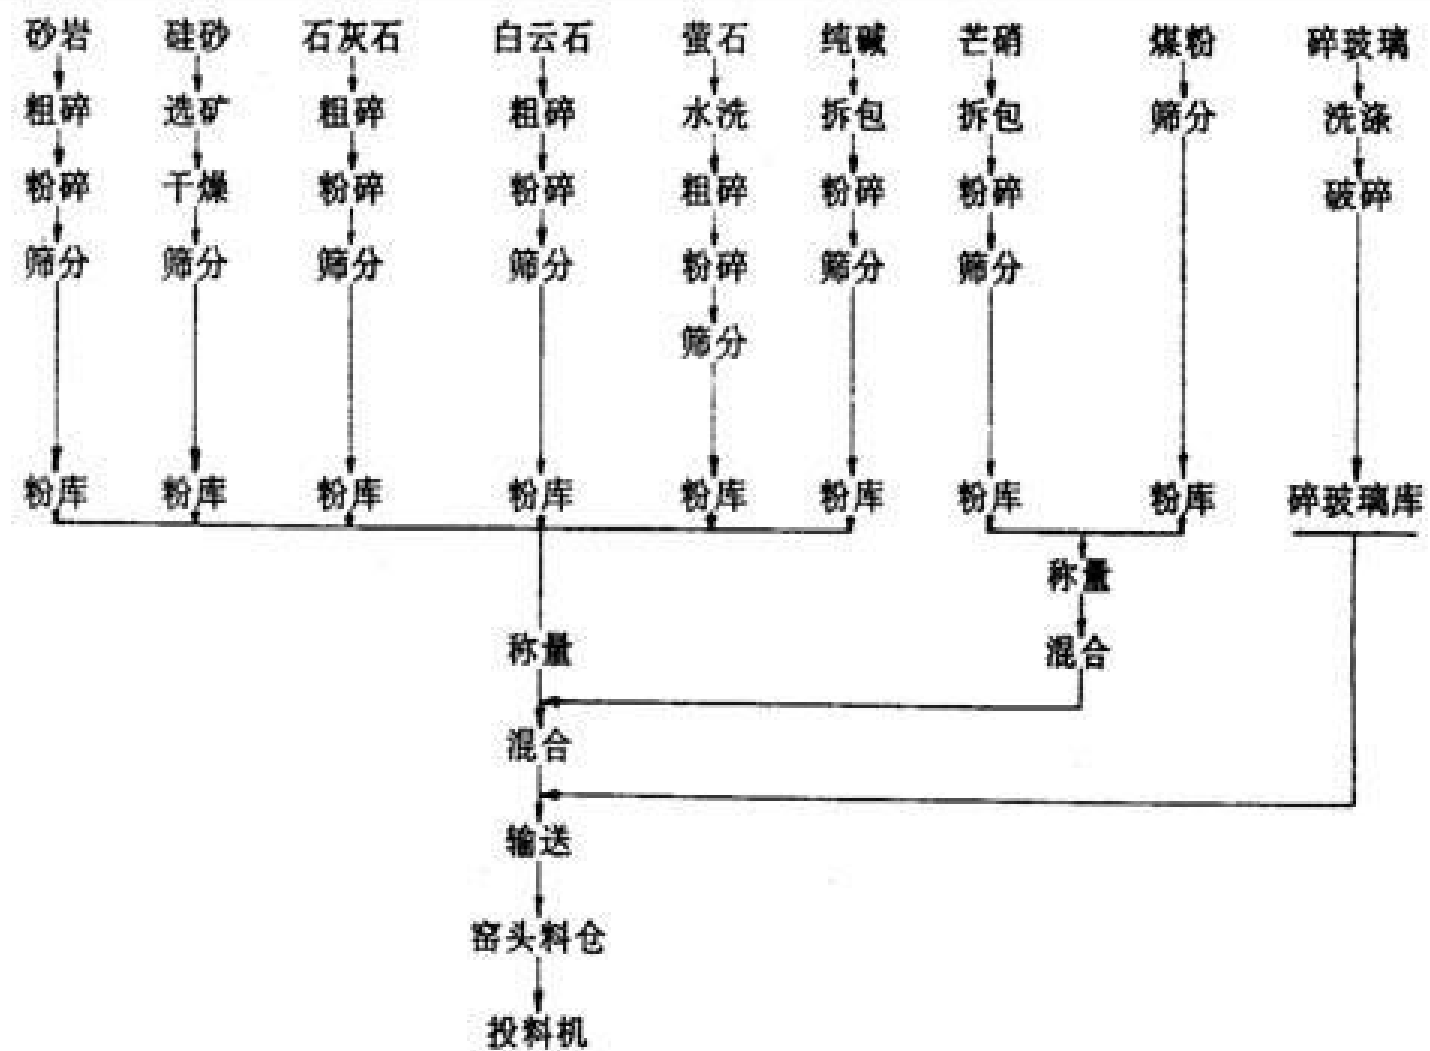 砂岩 硅砂 石灰石 白云石 萤石 纯碱 芒硝 煤粉 碎玻璃
粗碎 选矿 粗碎 粗碎 水洗 拆包 拆包 筛分 洗涤
粉碎 干燥 粉碎 粉碎 粗碎 粉碎 粉碎 破碎
筛分 筛分 筛分 筛分 粉碎 筛分 筛分
筛分
粉库 粉库 粉库 粉库 粉库 粉库 粉库 粉库 碎玻璃库
称量
称量 混合
混合
输送
窑头料仓
投料机